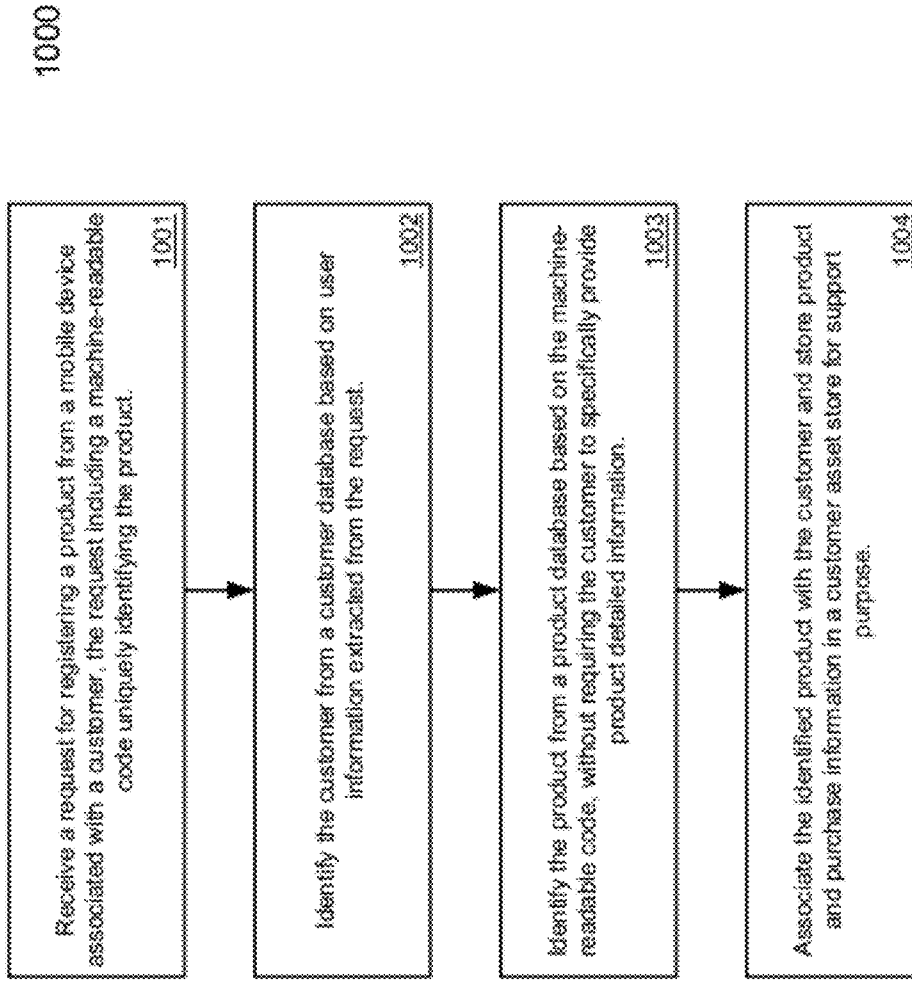 1000
Receive a request for registering a product from a mobile device
associated with a customer, the request including a machine-readable
code uniquely identifying the product.
1001
Identify the customer from a customer database based on user
information extracted from the request.
1002
Identify the product from a product database based on the machine-
readable code, without requiring the customer to specifically provide
product detailed information.
1003
Associate the identified product with the customer and store product
and purchase information in a customer asset store for support
purpose.
1004